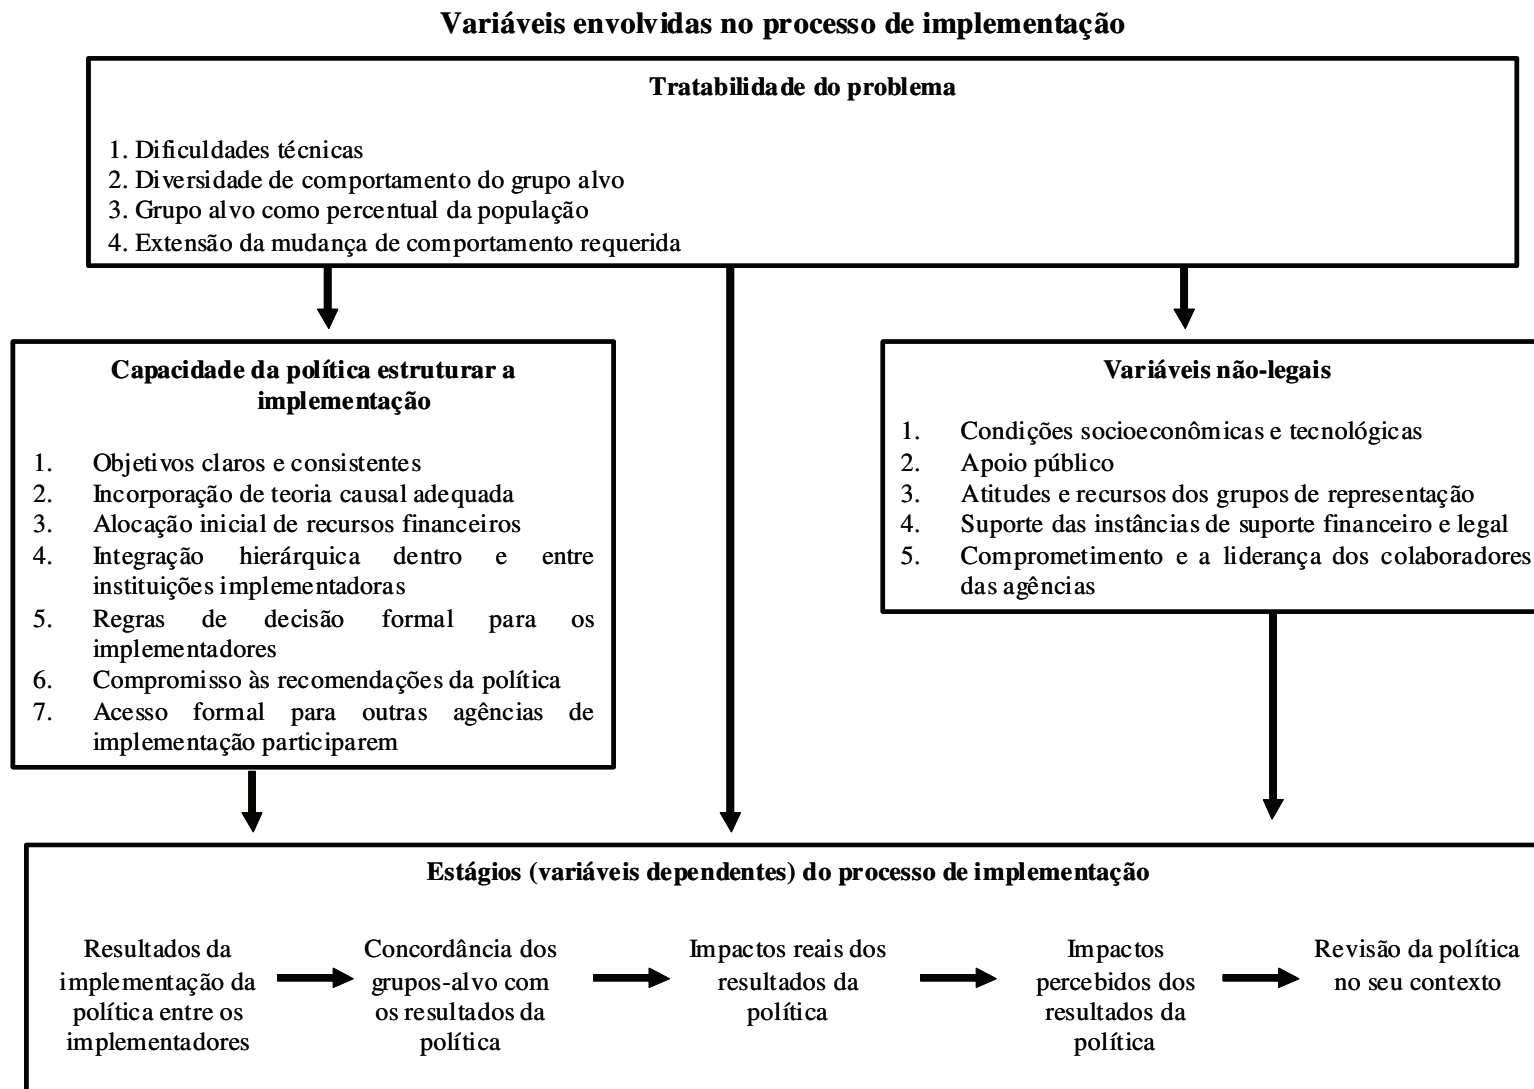 Variáveis envolvidas no processo de implementação
Tratabilidade do problema
1. Dificuldades técnicas
2. Diversidade de comportamento do grupo alvo
3. Grupo alvo como percentual da população
4. Extensão da mudança de comportamento requerida
Capacidade da política estruturar a
implementação
1. Objetivos claros e consistentes
2. Incorporação de teoria causal adequada
3. Alocação inicial de recursos financeiros
4. Integração hierárquica dentro e entre
instituições implementadoras
5. Regras de decisão formal para os
implementadores
6. Compromisso às recomendações da política
7. Acesso formal para outras agências de
implementação participarem
Variáveis não-legais
1. Condições socioeconômicas e tecnológicas
2. Apoio público
3. Atitudes e recursos dos grupos de representação
4. Suporte das instâncias de suporte financeiro e legal
5. Comprometimento e a liderança dos colaboradores
das agências
Estágios (variáveis dependentes) do processo de implementação
Resultados da
implementação da
política entre os
implementadores
Concordância dos
grupos-alvo com
os resultados da
política
Impactos reais dos
resultados da
política
Impactos
percebidos dos
resultados da
política
Revisão da política
no seu contexto